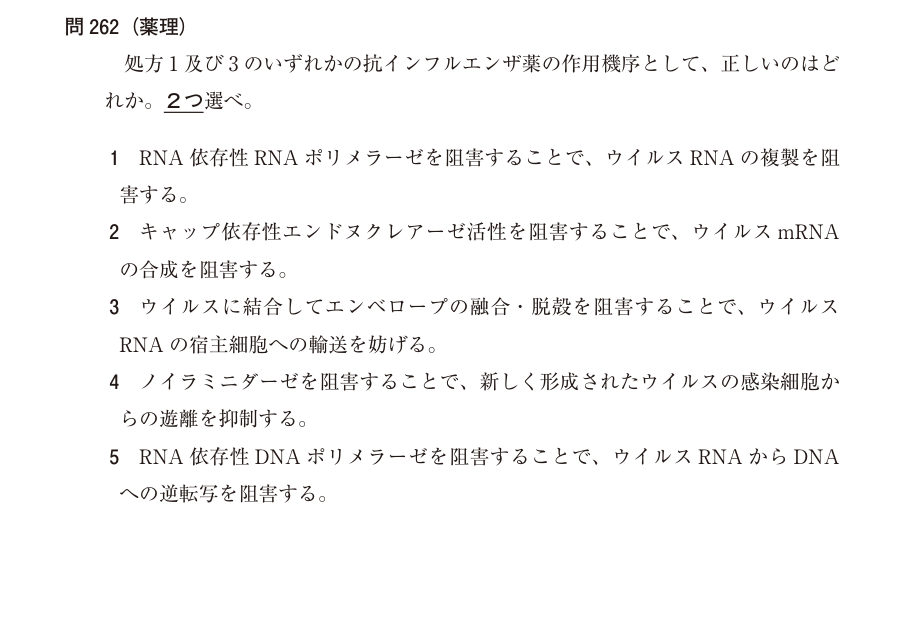 問 262（薬理）
処方１及び３のいずれかの抗インフルエンザ薬の作用機序として、正しいのはど
れか。２つ選べ。
1 RNA 依存性 RNA ポリメラーゼを阻害することで、ウイルス RNA の複製を阻
害する。
2 キャップ依存性エンドヌクレアーゼ活性を阻害することで、ウイルス mRNA
の合成を阻害する。
3 ウイルスに結合してエンベロープの融合・脱殻を阻害することで、ウイルス
RNA の宿主細胞への輸送を妨げる。
4 ノイラミニダーゼを阻害することで、新しく形成されたウイルスの感染細胞か
らの遊離を抑制する。
5 RNA 依存性 DNA ポリメラーゼを阻害することで、ウイルス RNA から DNA
への逆転写を阻害する。